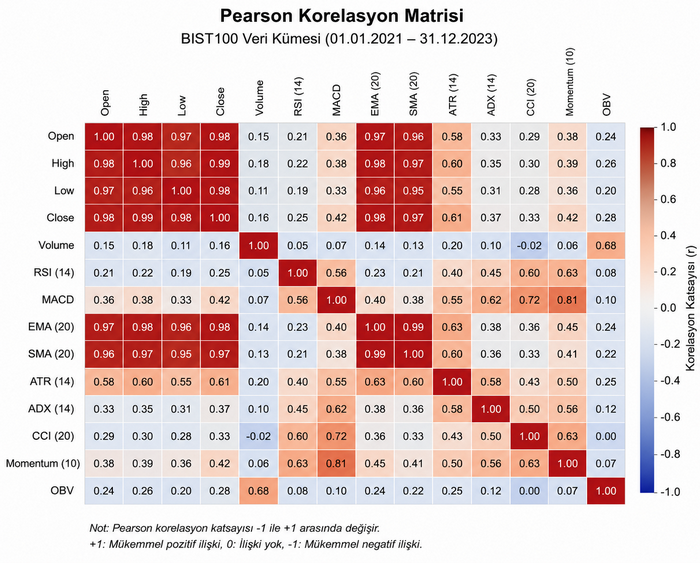 Pearson Korelasyon Matrisi
BIST100 Veri Kümesi (01.01.2021 – 31.12.2023)
Open High Low Close Volume RSI (14) MACD EMA (20) SMA (20) ATR (14) ADX (14) CCI (20) Momentum (10) OBV
Open 1.00 0.98 0.97 0.98 0.15 0.21 0.36 0.97 0.96 0.58 0.33 0.29 0.38 0.24
High 0.98 1.00 0.96 0.99 0.18 0.22 0.38 0.98 0.97 0.60 0.35 0.30 0.39 0.26
Low 0.97 0.96 1.00 0.98 0.11 0.19 0.33 0.96 0.95 0.55 0.31 0.28 0.36 0.20
Close 0.98 0.99 0.98 1.00 0.16 0.25 0.42 0.98 0.97 0.61 0.37 0.33 0.42 0.28
Volume 0.15 0.18 0.11 0.16 1.00 0.05 0.07 0.14 0.13 0.20 0.10 -0.02 0.06 0.68
RSI (14) 0.21 0.22 0.19 0.25 0.05 1.00 0.56 0.23 0.21 0.40 0.45 0.60 0.63 0.08
MACD 0.36 0.38 0.33 0.42 0.07 0.56 1.00 0.40 0.38 0.55 0.62 0.72 0.81 0.10
EMA (20) 0.97 0.98 0.96 0.98 0.14 0.23 0.40 1.00 0.99 0.63 0.38 0.36 0.45 0.24
SMA (20) 0.96 0.97 0.95 0.97 0.13 0.21 0.38 0.99 1.00 0.60 0.36 0.33 0.41 0.22
ATR (14) 0.58 0.60 0.55 0.61 0.20 0.40 0.55 0.63 0.60 1.00 0.58 0.43 0.50 0.25
ADX (14) 0.33 0.35 0.31 0.37 0.10 0.45 0.62 0.38 0.36 0.58 1.00 0.50 0.56 0.12
CCI (20) 0.29 0.30 0.28 0.33 -0.02 0.60 0.72 0.36 0.33 0.43 0.50 1.00 0.63 0.00
Momentum (10) 0.38 0.39 0.36 0.42 0.06 0.63 0.81 0.45 0.41 0.50 0.56 0.63 1.00 0.07
OBV 0.24 0.26 0.20 0.28 0.68 0.08 0.10 0.24 0.22 0.25 0.12 0.00 0.07 1.00
1.0
0.8
0.6
0.4
0.2
0.0
-0.2
-0.4
-0.6
-0.8
-1.0
Korelasyon Katsayısı (r)
Not: Pearson korelasyon katsayısı -1 ile +1 arasında değişir.
+1: Mükemmel pozitif ilişki, 0: İlişki yok, -1: Mükemmel negatif ilişki.